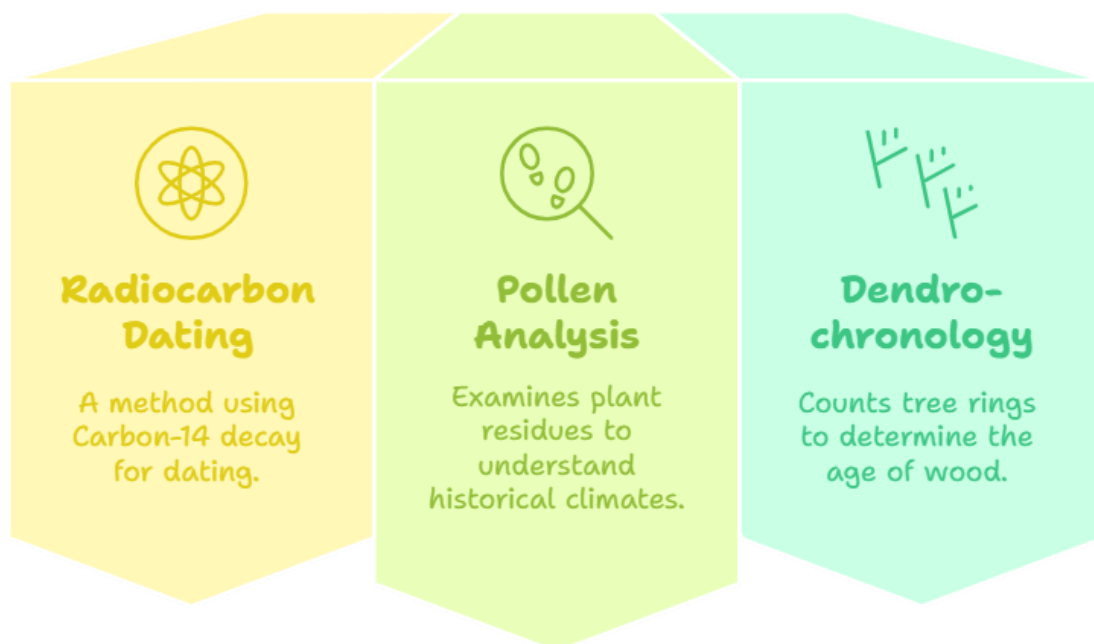 Radiocarbon
Dating
A method using
Carbon-14 decay
for dating.
Pollen
Analysis
Examines plant
residues to
understand
historical climates.
Dendro-
chronology
Counts tree rings
to determine the
age of wood.